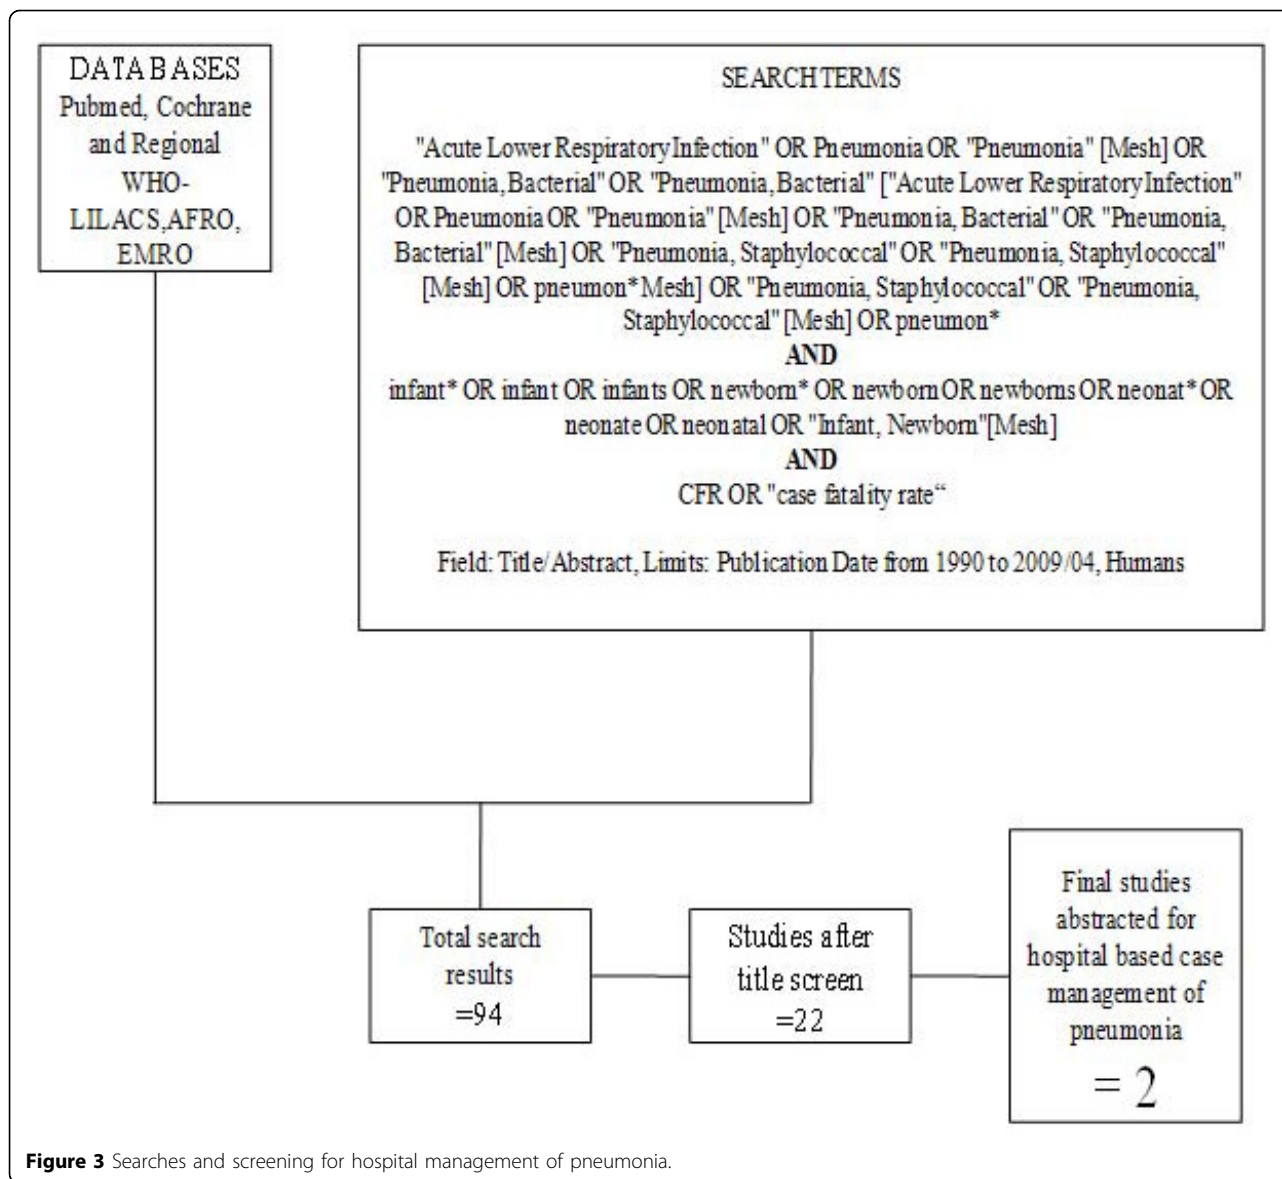 DATABASES
Pubmed, Cochrane
and Regional
WHO-
LILACS,AFRO,
EMRO
SEARCH TERMS
"Acute Lower Respiratory Infection" OR Pneumonia OR "Pneumonia" [Mesh] OR
"Pneumonia, Bacterial" OR "Pneumonia, Bacterial" ["Acute Lower Respiratory Infection"
OR Pneumonia OR "Pneumonia" [Mesh] OR "Pneumonia, Bacterial" OR "Pneumonia,
Bacterial" [Mesh] OR "Pneumonia, Staphylococcal" OR "Pneumonia, Staphylococcal"
[Mesh] OR pneumon* Mesh] OR "Pneumonia, Staphylococcal" OR "Pneumonia,
Staphylococcal" [Mesh] OR pneumon*
AND
infant* OR infant OR infants OR newborn* OR newborn OR newborns OR neonat* OR
neonate OR neonatal OR "Infant, Newborn"[Mesh]
AND
CFR OR "case fatality rate“
Field: Title/Abstract, Limits: Publication Date from 1990 to 2009/04, Humans
Total search
results
=94
Studies after
title screen
=22
Final studies
abstracted for
hospital based case
management of
pneumonia
= 2
Figure 3 Searches and screening for hospital management of pneumonia.